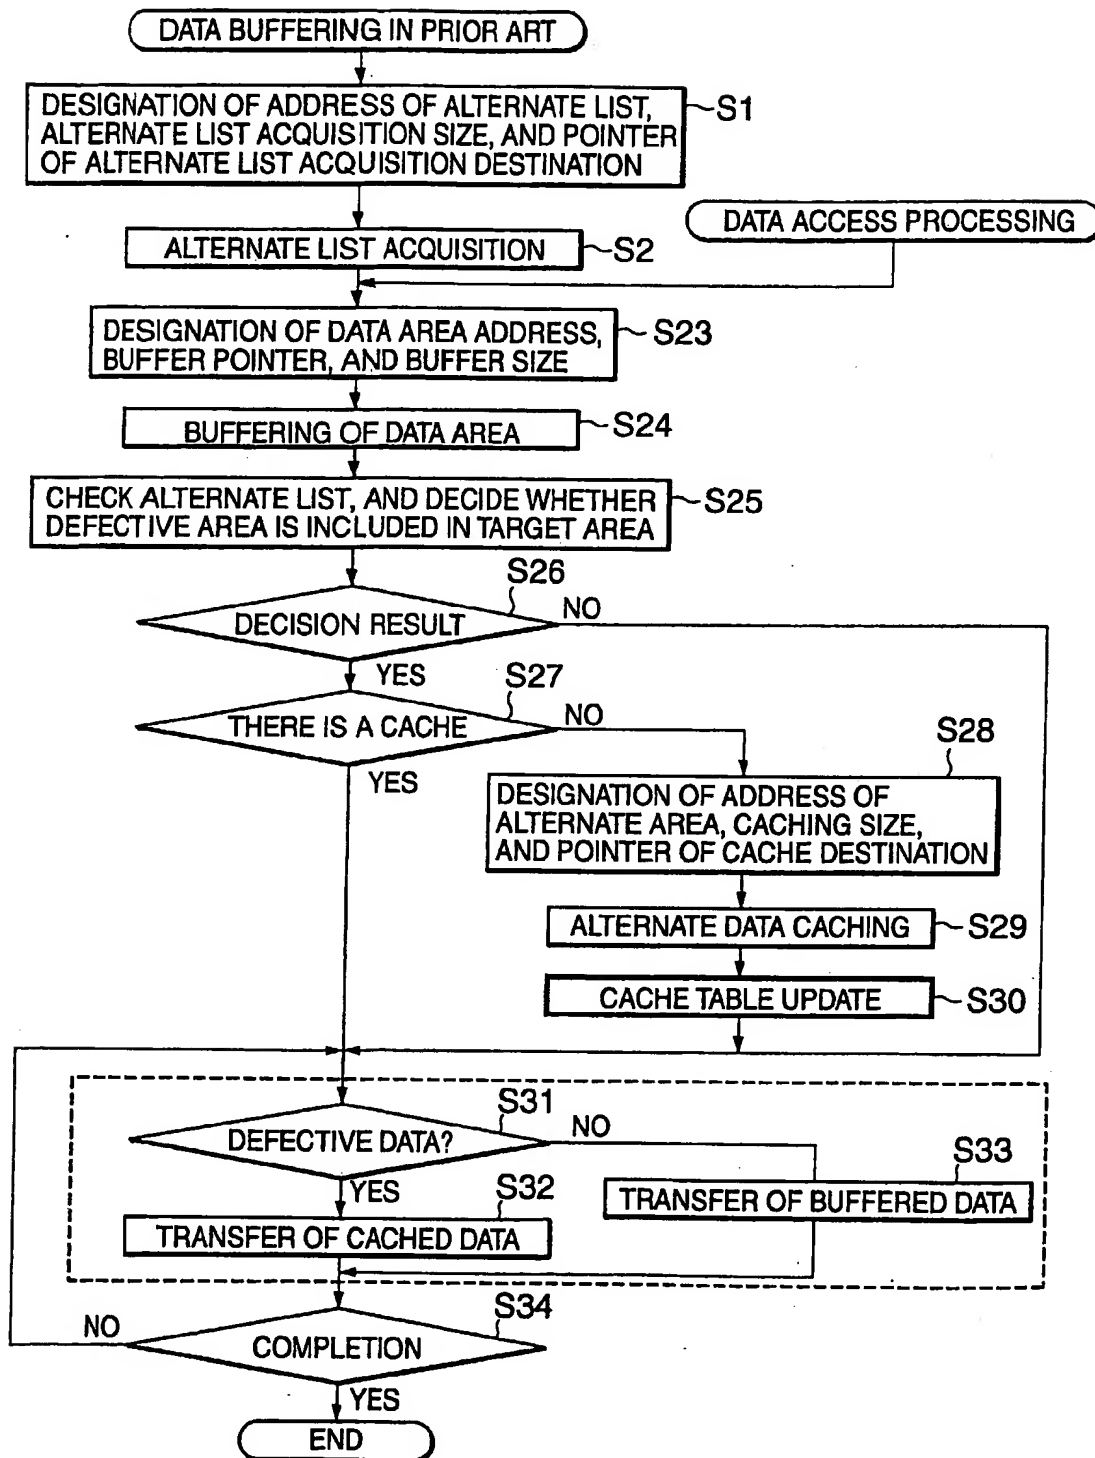 DATA BUFFERING IN PRIOR ART
DESIGNATION OF ADDRESS OF ALTERNATE LIST,
ALTERNATE LIST ACQUISITION SIZE, AND POINTER
OF ALTERNATE LIST ACQUISITION DESTINATION
S1
DATA ACCESS PROCESSING
ALTERNATE LIST ACQUISITION
S2
DESIGNATION OF DATA AREA ADDRESS,
BUFFER POINTER, AND BUFFER SIZE
S23
BUFFERING OF DATA AREA
S24
CHECK ALTERNATE LIST, AND DECIDE WHETHER
DEFECTIVE AREA IS INCLUDED IN TARGET AREA
S25
S26
DECISION RESULT
NO
YES
S27
THERE IS A CACHE
NO
YES
S28
DESIGNATION OF ADDRESS OF
ALTERNATE AREA, CACHING SIZE,
AND POINTER OF CACHE DESTINATION
ALTERNATE DATA CACHING
S29
CACHE TABLE UPDATE
S30
S31
DEFECTIVE DATA?
NO
YES
S32
TRANSFER OF CACHED DATA
S33
TRANSFER OF BUFFERED DATA
S34
COMPLETION
NO
YES
END